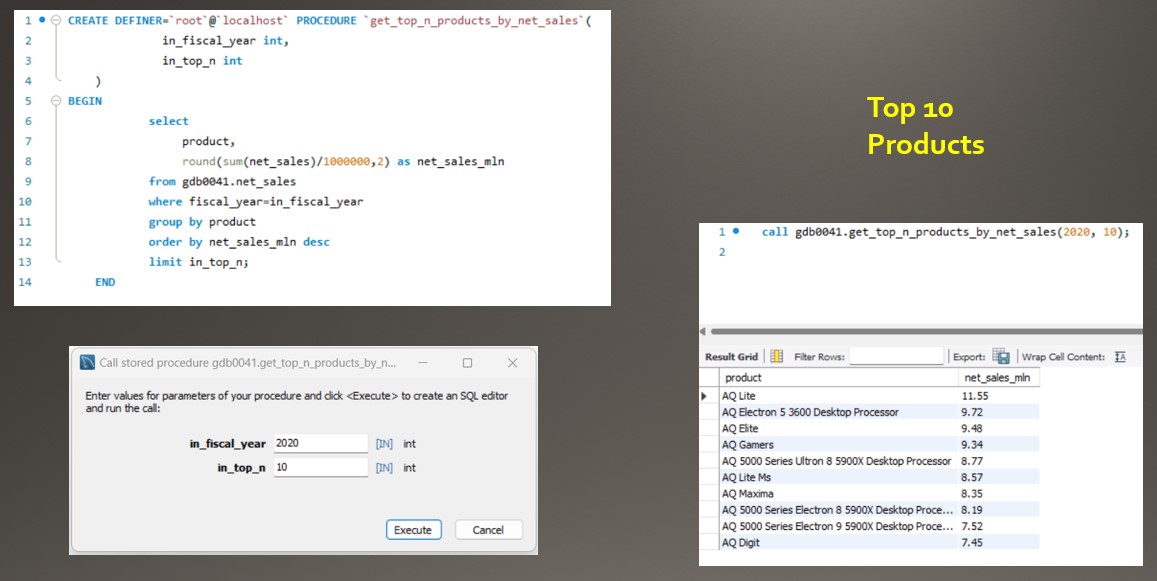 1 CREATE DEFINER=`root`@`localhost` PROCEDURE `get_top_n_products_by_net_sales`(
2 in_fiscal_year int,
3 in_top_n int
4 )
5 BEGIN
6 select
7 product,
8 round(sum(net_sales)/1000000,2) as net_sales_mln
9 from gdb0041.net_sales
10 where fiscal_year=in_fiscal_year
11 group by product
12 order by net_sales_mln desc
13 limit in_top_n;
14 END
Top 10
Products
Call stored procedure gdb0041.get_top_n_products_by_n...
Enter values for parameters of your procedure and click <Execute> to create an SQL editor
and run the call:
in_fiscal_year 2020 [IN] int
in_top_n 10 [IN] int
Execute Cancel
1 call gdb0041.get_top_n_products_by_net_sales(2020, 10);
2
Result Grid Filter Rows: Export: Wrap Cell Content: IA
product net_sales_mln
AQ Lite 11.55
AQ Electron 5 3600 Desktop Processor 9.72
AQ Elite 9.48
AQ Gamers 9.34
AQ 5000 Series Ultron 8 5900X Desktop Processor 8.77
AQ Lite Ms 8.57
AQ Maxima 8.35
AQ 5000 Series Electron 8 5900X Desktop Proce... 8.19
AQ 5000 Series Electron 9 5900X Desktop Proce... 7.52
AQ Digit 7.45